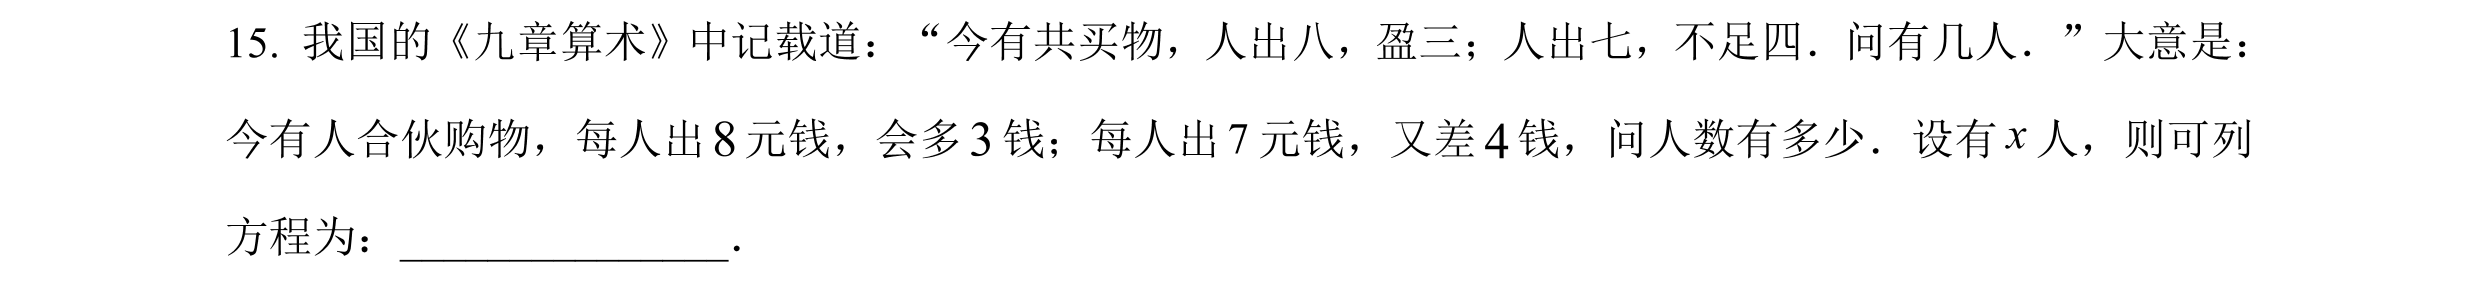 15. 我国的《九章算术》中记载道：“今有共买物，人出八，盈三；人出七，不足四．问有几人．”大意是：
今有人合伙购物，每人出8元钱，会多3钱；每人出7元钱，又差4钱，问人数有多少．设有x人，则可列
方程为：_______________．